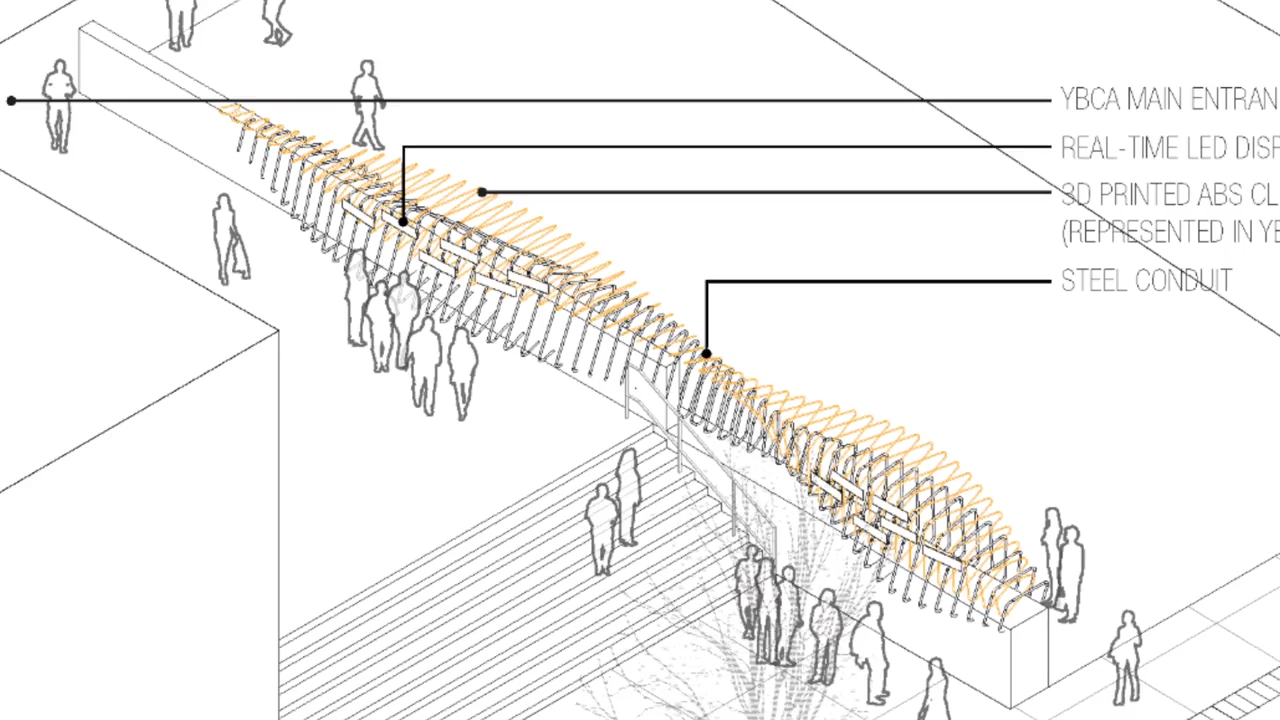 YBCA MAIN ENTRAN
REAL-TIME LED DISP
3D PRINTED ABS CL
(REPRESENTED IN YE
STEEL CONDUIT